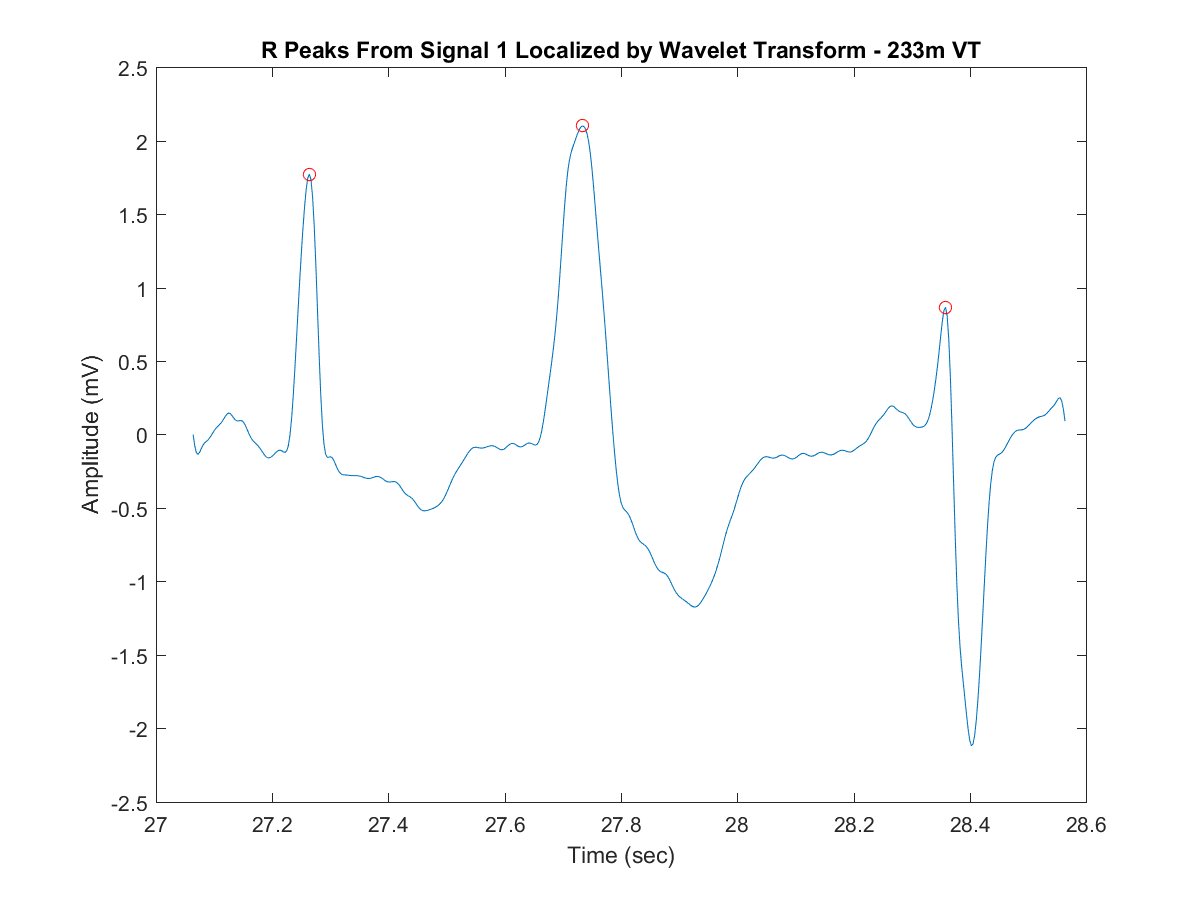 R Peaks From Signal 1 Localized by Wavelet Transform - 233m VT
2.5
2
1.5
1
0.5
0
-0.5
-1
-1.5
-2
-2.5
Amplitude (mV)
27 27.2 27.4 27.6 27.8 28 28.2 28.4 28.6
Time (sec)